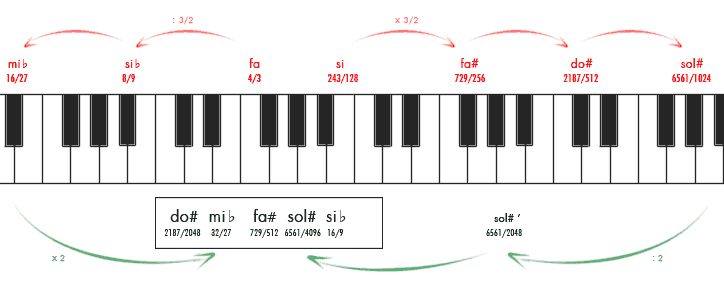 : 3/2 x 3/2
mi♭ si♭ fa si fa# do# sol#
16/27 8/9 4/3 243/128 729/256 2187/512 6561/1024
do# mi♭ fa# sol# si♭ sol# ’
2187/2048 32/27 729/512 6561/4096 16/9 6561/2048
x 2 : 2